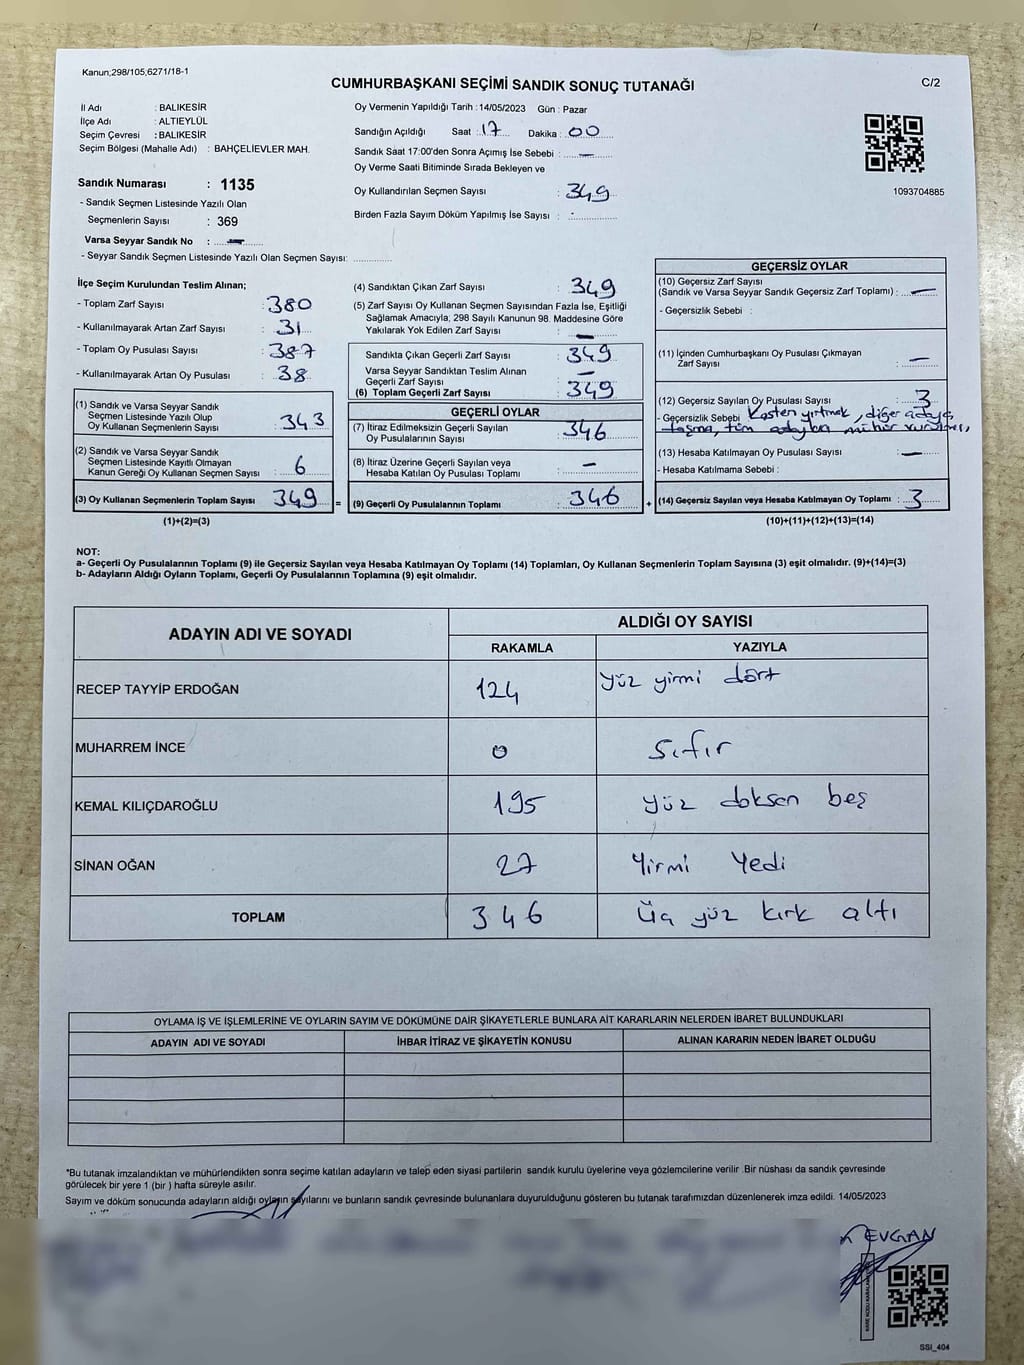 Kanun;298/105,6271/18-1
CUMHURBAŞKANI SEÇİMİ SANDIK SONUÇ TUTANAĞI
C/2
İl Adı : BALIKESİR
İlçe Adı : ALTIEYLÜL
Seçim Çevresi : BALIKESİR
Seçim Bölgesi (Mahalle Adı) : BAHÇELİEVLER MAH.
Sandık Numarası : 1135
- Sandık Seçmen Listesinde Yazılı Olan
Seçmenlerin Sayısı : 369
Varsa Seyyar Sandık No : —
- Seyyar Sandık Seçmen Listesinde Yazılı Olan Seçmen Sayısı:
Oy Vermenin Yapıldığı Tarih : 14/05/2023 Gün : Pazar
Sandığın Açıldığı Saat : 17 Dakika : 00
Sandık Saat 17:00'den Sonra Açımış İse Sebebi : —
Oy Verme Saati Bitiminde Sırada Bekleyen ve
Oy Kullandırılan Seçmen Sayısı : 349
Birden Fazla Sayım Döküm Yapılmış İse Sayısı :
1093704885
İlçe Seçim Kurulundan Teslim Alınan;
- Toplam Zarf Sayısı : 380
- Kullanılmayarak Artan Zarf Sayısı : 31
- Toplam Oy Pusulası Sayısı : 387
- Kullanılmayarak Artan Oy Pusulası : 38
(1) Sandık ve Varsa Seyyar Sandık
Seçmen Listesinde Yazılı Olup
Oy Kullanan Seçmenlerin Sayısı : 343
(2) Sandık ve Varsa Seyyar Sandık
Seçmen Listesinde Kayıtlı Olmayan
Kanun Gereği Oy Kullanan Seçmen Sayısı : 6
(3) Oy Kullanan Seçmenlerin Toplam Sayısı 349 =
(1)+(2)=(3)
(4) Sandıktan Çıkan Zarf Sayısı : 349
(5) Zarf Sayısı Oy Kullanan Seçmen Sayısından Fazla İse, Eşitliği
Sağlamak Amacıyla; 298 Sayılı Kanunun 98. Maddesine Göre
Yakılarak Yok Edilen Zarf Sayısı : —
Sandıkta Çıkan Geçerli Zarf Sayısı : 349
Varsa Seyyar Sandıktan Teslim Alınan
Geçerli Zarf Sayısı : —
(6) Toplam Geçerli Zarf Sayısı : 349
GEÇERLİ OYLAR
(7) İtiraz Edilmeksizin Geçerli Sayılan
Oy Pusulalarının Sayısı : 346
(8) İtiraz Üzerine Geçerli Sayılan veya
Hesaba Katılan Oy Pusulası Toplamı : —
(9) Geçerli Oy Pusulalarının Toplamı : 346 +
GEÇERSİZ OYLAR
(10) Geçersiz Zarf Sayısı
(Sandık ve Varsa Seyyar Sandık Geçersiz Zarf Toplamı) : —
- Geçersizlik Sebebi :
(11) İçinden Cumhurbaşkanı Oy Pusulası Çıkmayan
Zarf Sayısı : —
(12) Geçersiz Sayılan Oy Pusulası Sayısı : 3
- Geçersizlik Sebebi : Kasten yırtmak, diğer adaya
taşma, tüm adaylara mühür vurulması,
(13) Hesaba Katılmayan Oy Pusulası Sayısı : —
- Hesaba Katılmama Sebebi :
(14) Geçersiz Sayılan veya Hesaba Katılmayan Oy Toplamı : 3
(10)+(11)+(12)+(13)=(14)
NOT:
a- Geçerli Oy Pusulalarının Toplamı (9) ile Geçersiz Sayılan veya Hesaba Katılmayan Oy Toplamı (14) Toplamları, Oy Kullanan Seçmenlerin Toplam Sayısına (3) eşit olmalıdır. (9)+(14)=(3)
b- Adayların Aldığı Oyların Toplamı, Geçerli Oy Pusulalarının Toplamına (9) eşit olmalıdır.
ADAYIN ADI VE SOYADI ALDIĞI OY SAYISI
RAKAMLA YAZIYLA
RECEP TAYYİP ERDOĞAN 124 yüz yirmi dört
MUHARREM İNCE 0 sıfır
KEMAL KILIÇDAROĞLU 195 yüz doksan beş
SİNAN OĞAN 27 Yirmi Yedi
TOPLAM 346 Üç yüz kırk altı
OYLAMA İŞ VE İŞLEMLERİNE VE OYLARIN SAYIM VE DÖKÜMÜNE DAİR ŞİKAYETLERLE BUNLARA AİT KARARLARIN NELERDEN İBARET BULUNDUKLARI
ADAYIN ADI VE SOYADI İHBAR İTİRAZ VE ŞİKAYETİN KONUSU ALINAN KARARIN NEDEN İBARET OLDUĞU
*Bu tutanak imzalandıktan ve mühürlendikten sonra seçime katılan adayların ve talep eden siyasi partilerin sandık kurulu üyelerine veya gözlemcilerine verilir .Bir nüshası da sandık çevresinde
görülecek bir yere 1 (bir ) hafta süreyle asılır.
Sayım ve döküm sonucunda adayların aldığı oyların sayılarını ve bunların sandık çevresinde bulunanlara duyurulduğunu gösteren bu tutanak tarafımızdan düzenlenerek imza edildi. 14/05/2023
EVGAN
SSI_404